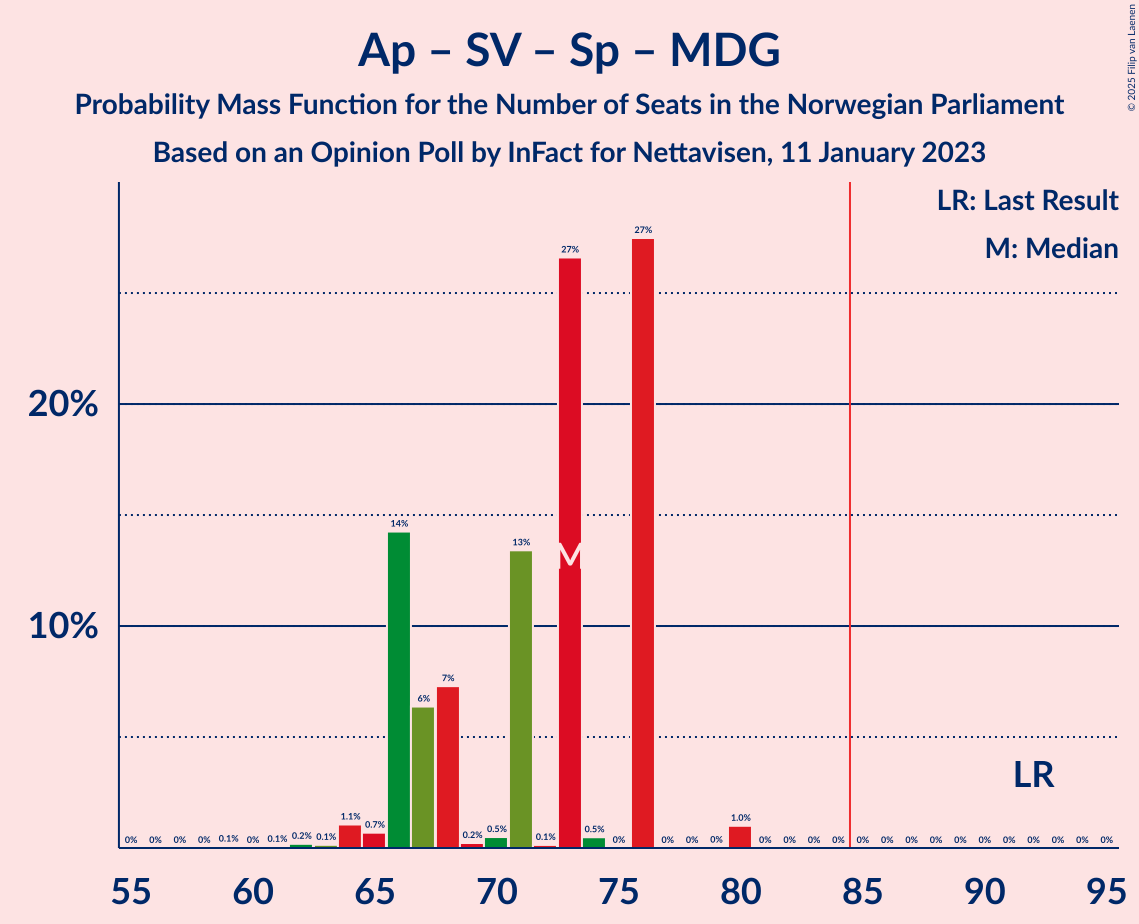 Ap – SV – Sp – MDG
Probability Mass Function for the Number of Seats in the Norwegian Parliament
Based on an Opinion Poll by InFact for Nettavisen, 11 January 2023
© 2025 Filip van Laenen
LR: Last Result
M: Median
20%
10%
0% 0% 0% 0% 0.1% 0% 0.1% 0.2% 0.1% 1.1% 0.7% 14% 6% 7% 0.2% 0.5% 13% 0.1% 27% 0.5% 0% 27% 0% 0% 0% 1.0% 0% 0% 0% 0% 0% 0% 0% 0% 0% 0% 0% 0% 0% 0% 0%
M
LR
55 60 65 70 75 80 85 90 95